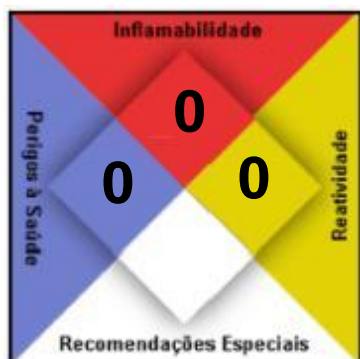 Inflamabilidade
0
Perigos à Saúde
0
0
Reatividade
Recomendações Especiais